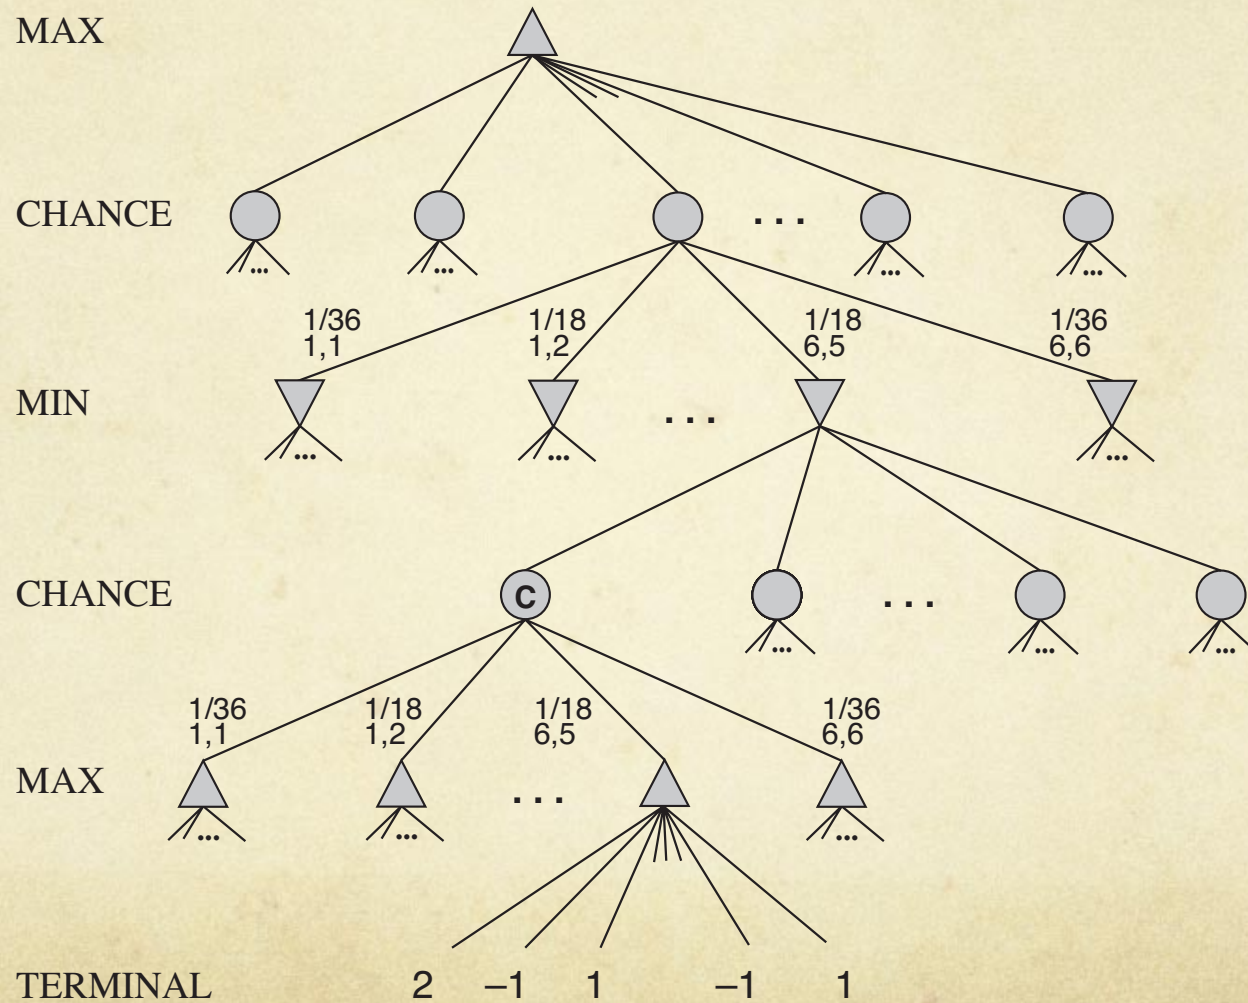 MAX
CHANCE
. . .
... ... ... ...
1/36 1/18 1/18 1/36
1,1 1,2 6,5 6,6
MIN
. . .
... ... ...
CHANCE
C
. . .
... ... ...
1/36 1/18 1/18 1/36
1,1 1,2 6,5 6,6
MAX
. . .
... ... ...
TERMINAL 2 –1 1 –1 1